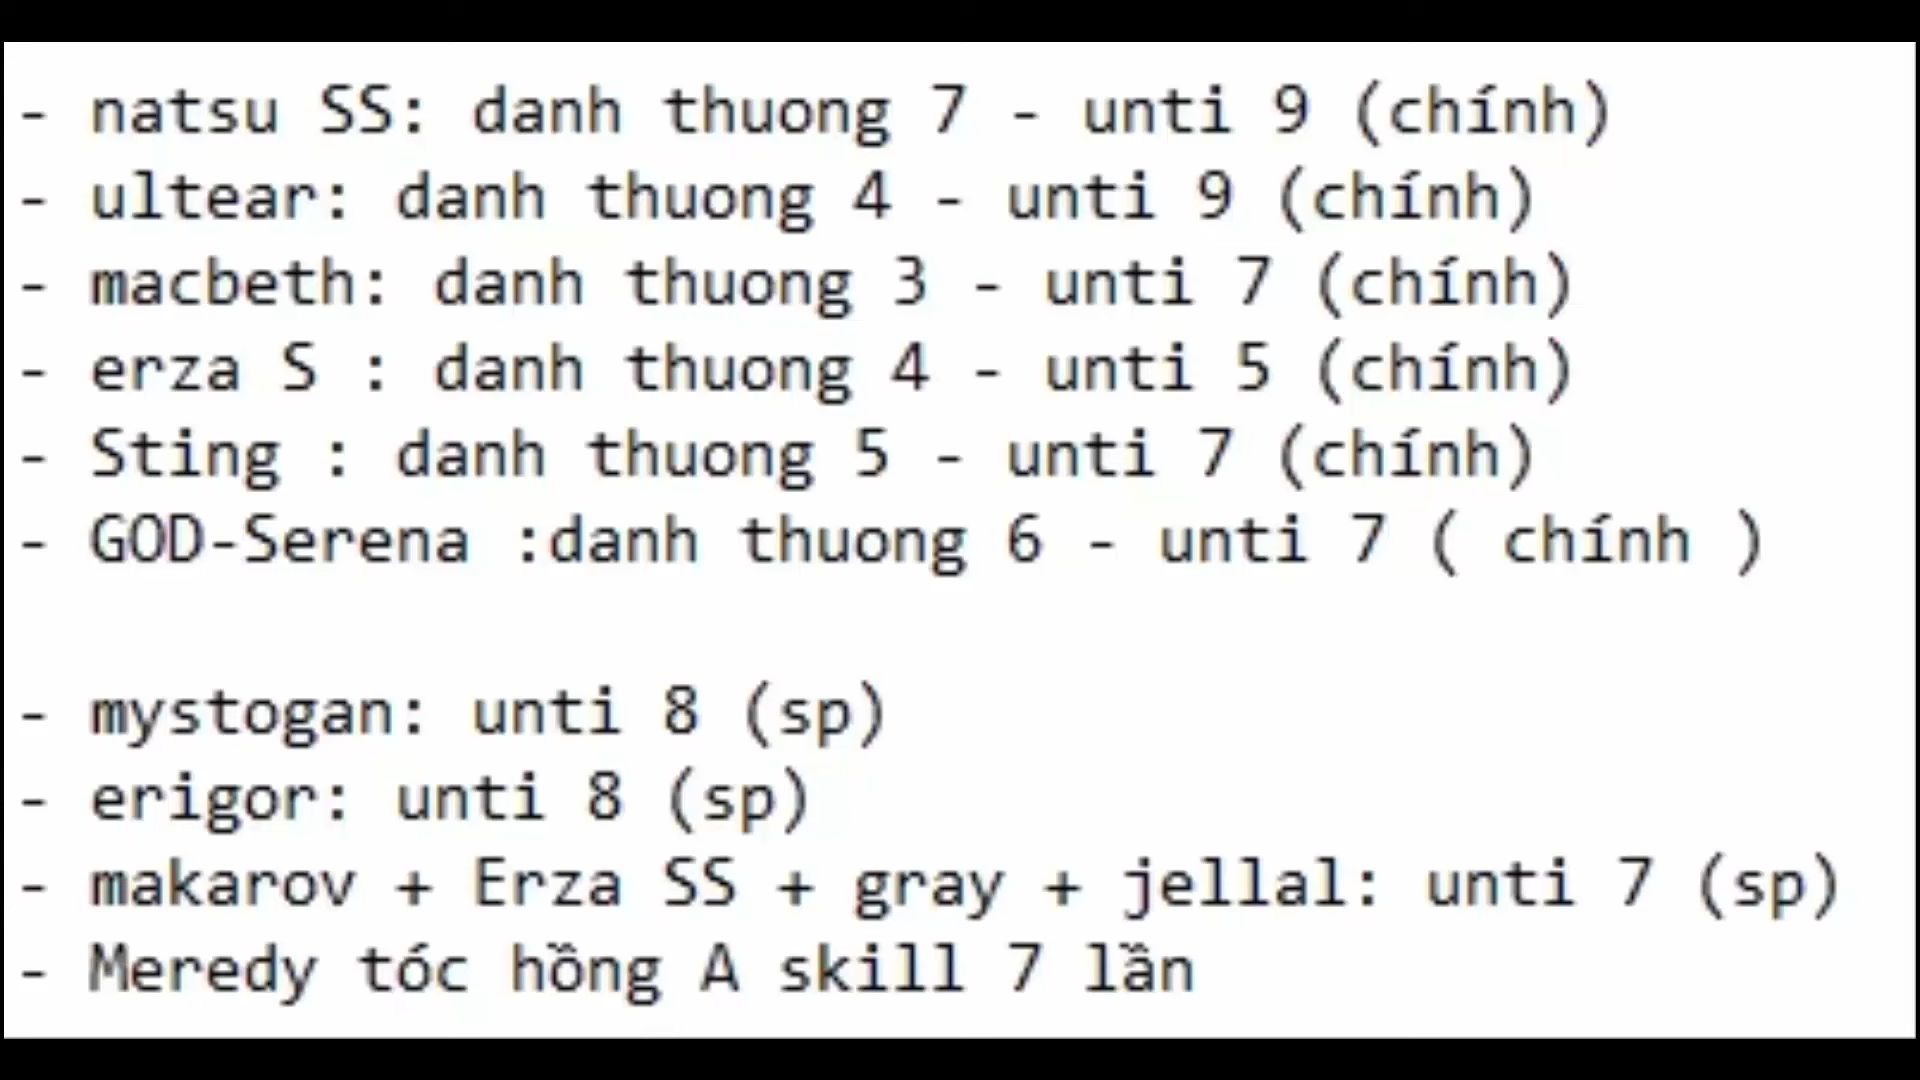 - natsu SS: danh thuong 7 - unti 9 (chính)
- ultear: danh thuong 4 - unti 9 (chính)
- macbeth: danh thuong 3 - unti 7 (chính)
- erza S : danh thuong 4 - unti 5 (chính)
- Sting : danh thuong 5 - unti 7 (chính)
- GOD-Serena :danh thuong 6 - unti 7 ( chính )
- mystogan: unti 8 (sp)
- erigor: unti 8 (sp)
- makarov + Erza SS + gray + jellal: unti 7 (sp)
- Meredy tóc hồng A skill 7 lần